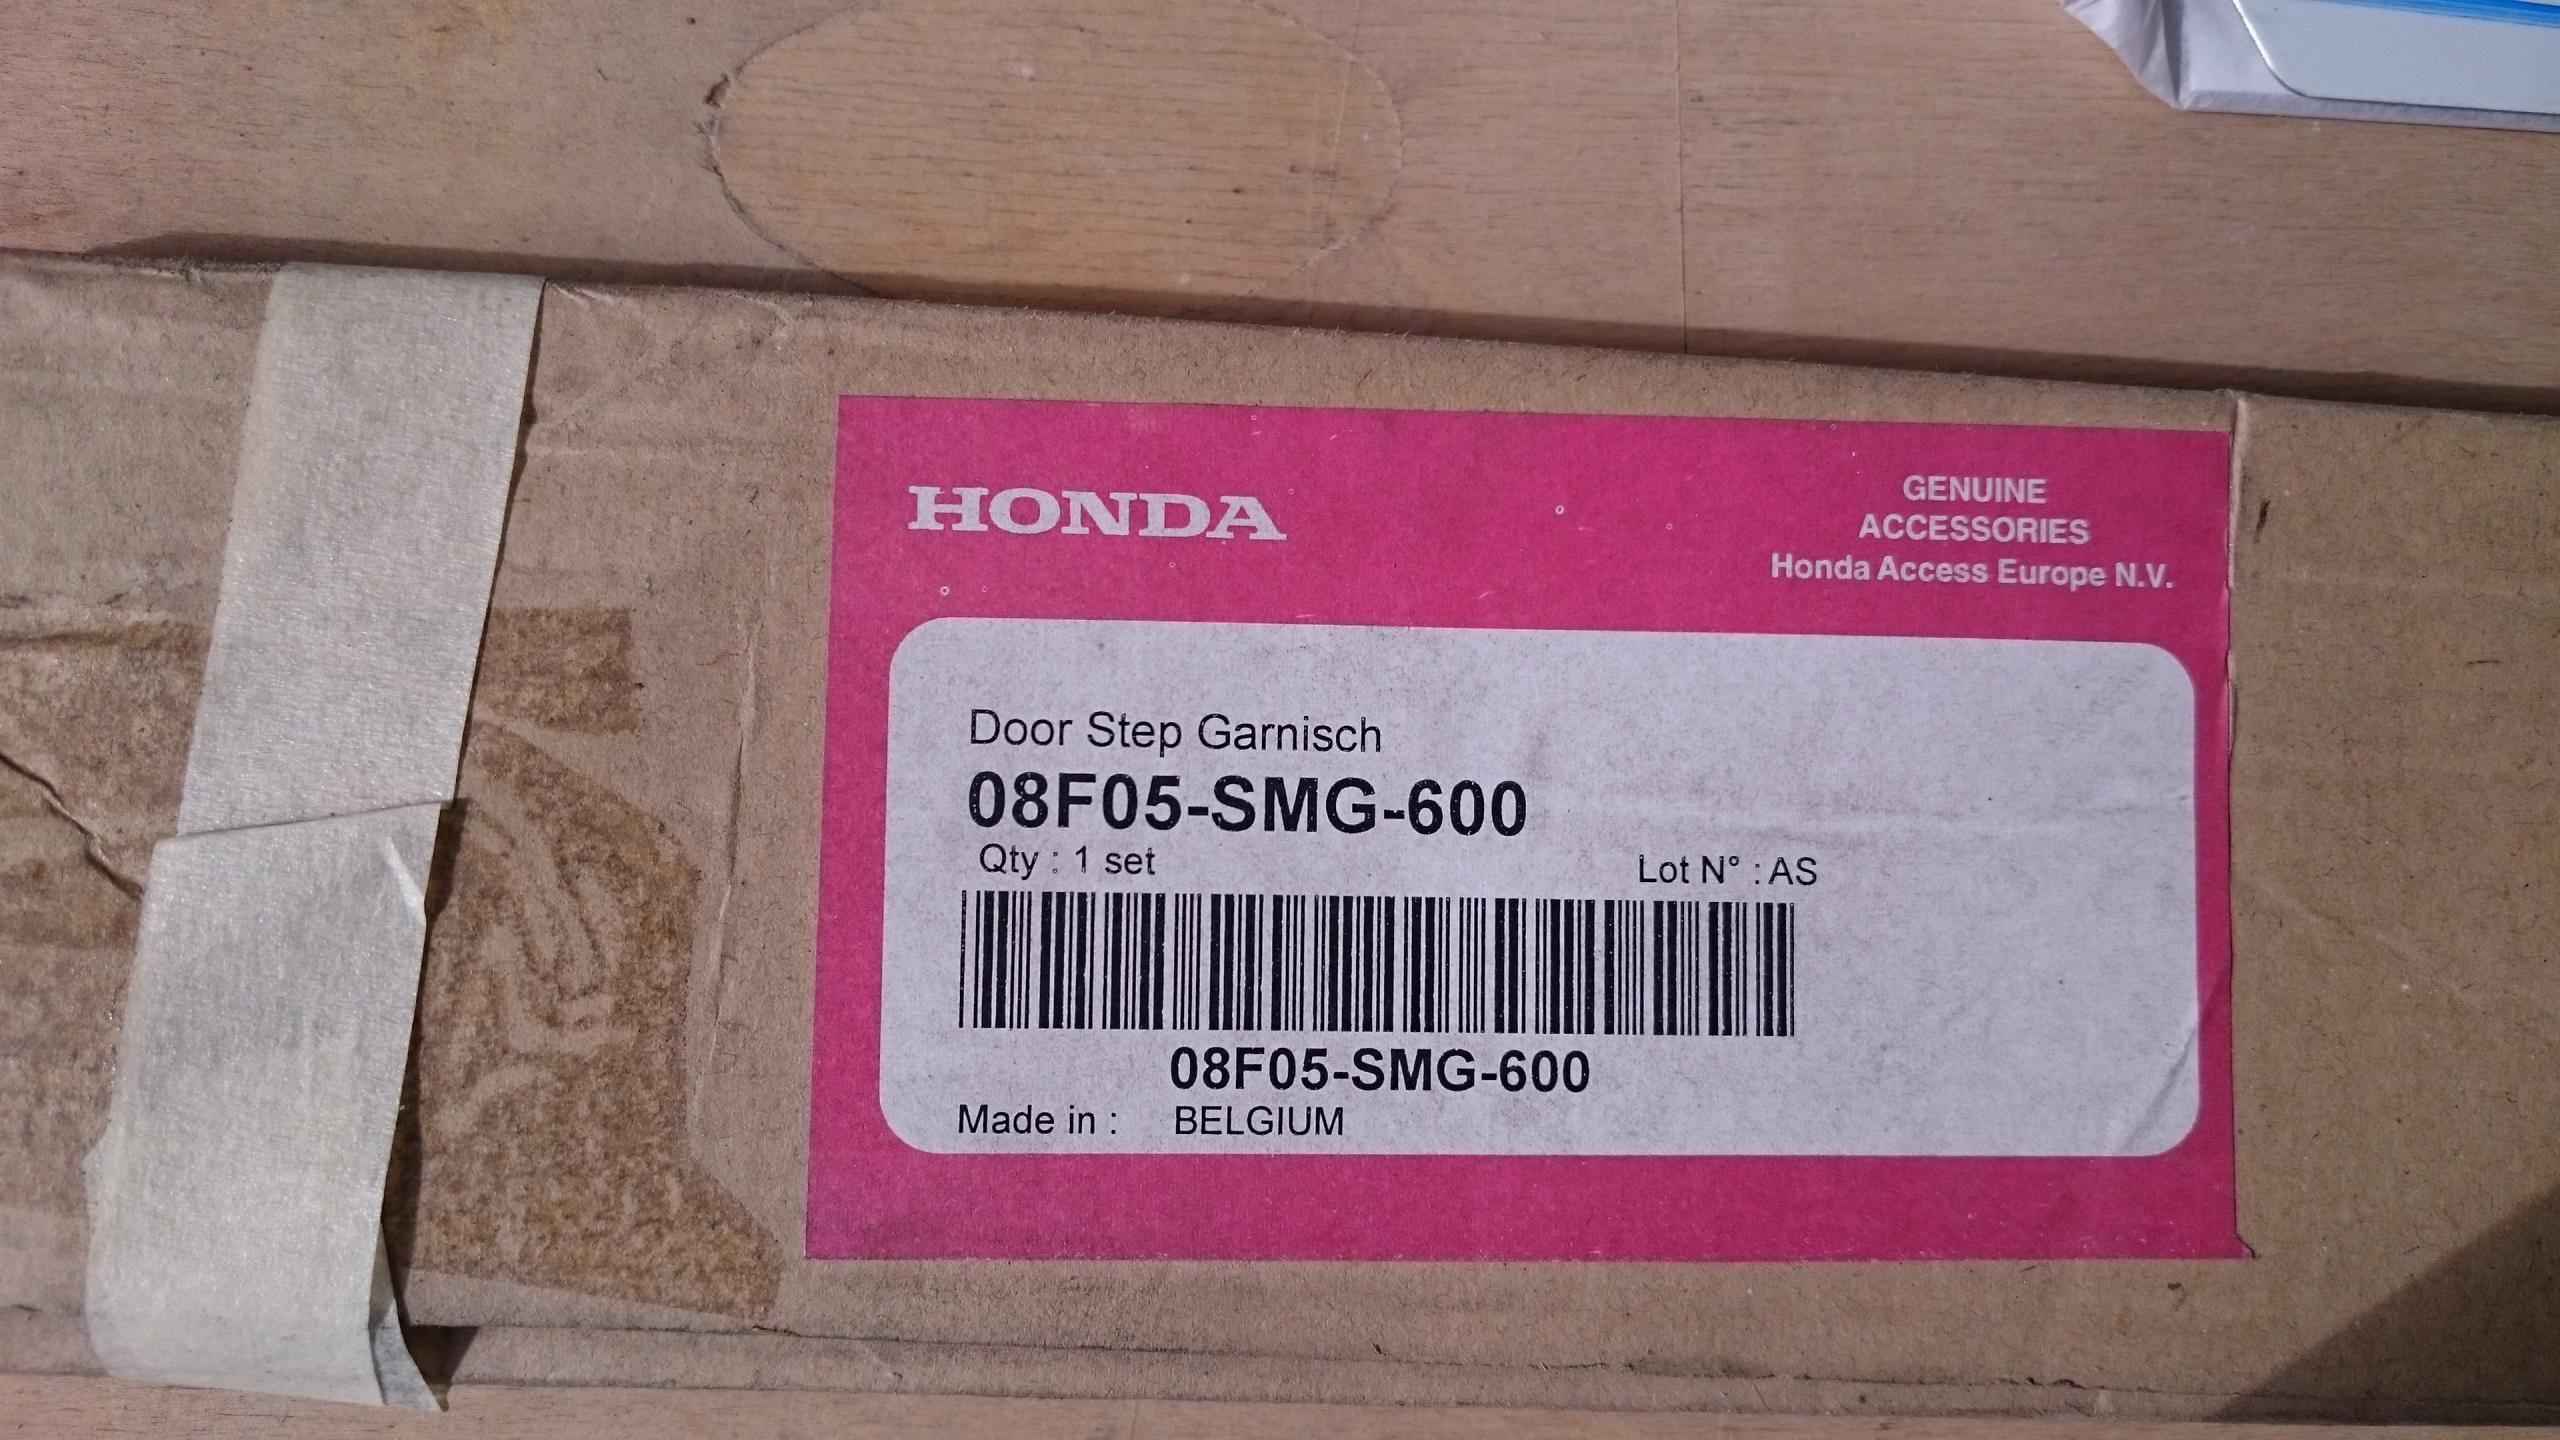 HONDA
GENUINE
ACCESSORIES
Honda Access Europe N.V.
Door Step Garnisch
08F05-SMG-600
Qty : 1 set
Lot N° : AS
08F05-SMG-600
Made in : BELGIUM